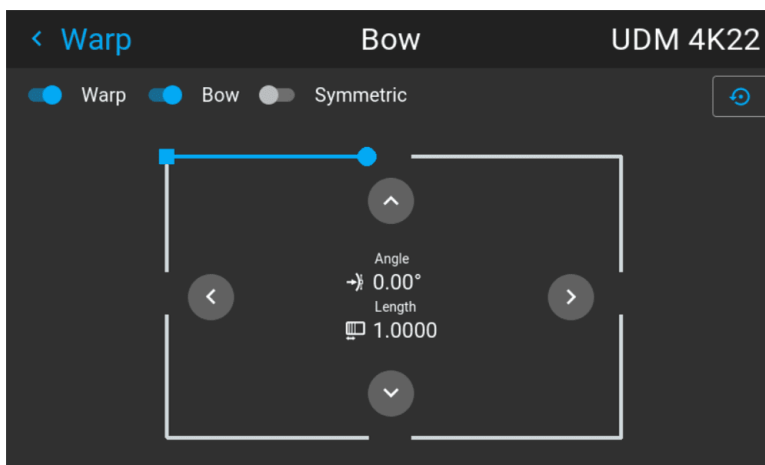 Warp Bow UDM 4K22
Warp Bow Symmetric
Angle
0.00°
Length
1.0000